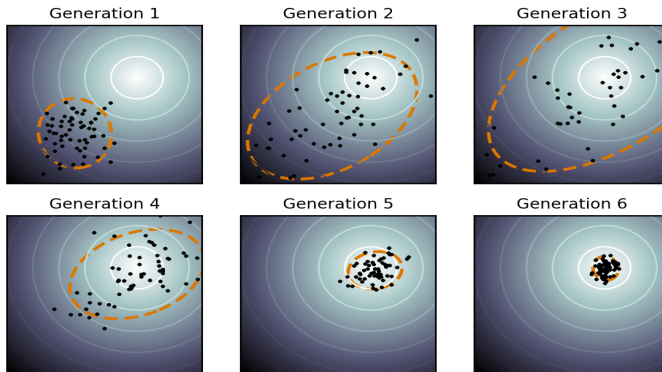 Generation 1
Generation 2
Generation 3
Generation 4
Generation 5
Generation 6